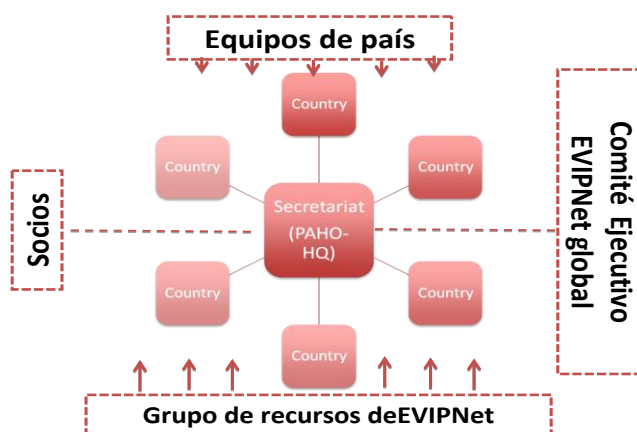 Equipos de país
Country
Country
Country
Socios
Secretariat
(PAHO-
HQ)
Comité  Ejecutivo
EVIPNet global
Country
Country
Country
Grupo de recursos deEVIPNet